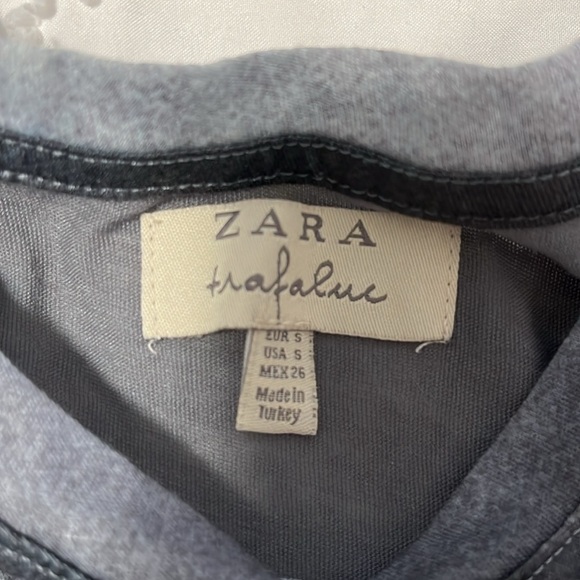 ZARA
trafaluc
EUR S
USA S
MEX 26
Made in
Turkey